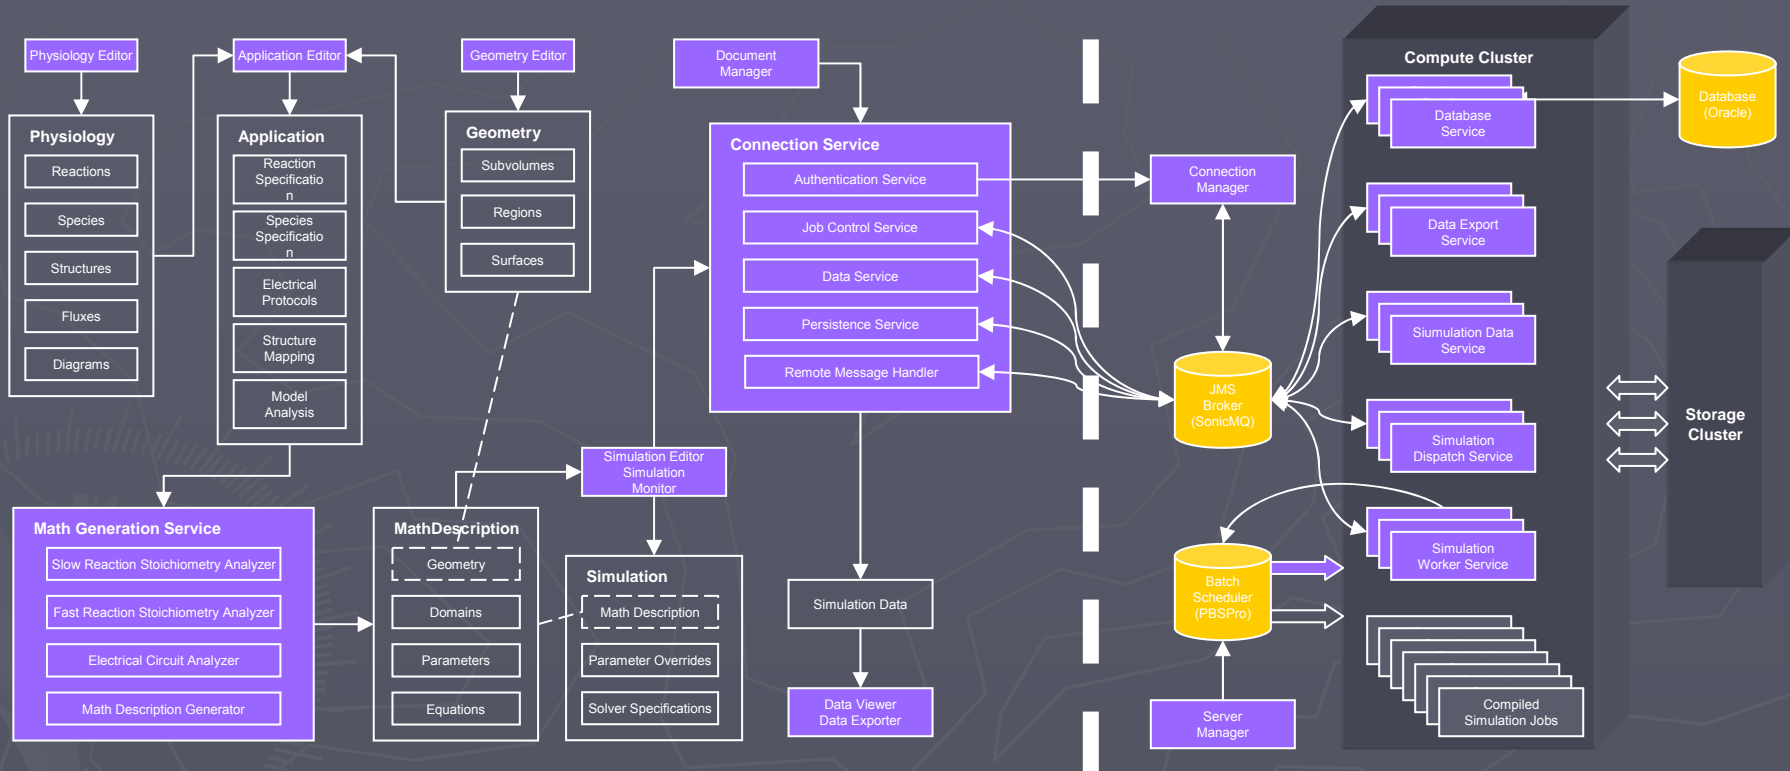 Physiology Editor
Application Editor
Geometry Editor
Document
Manager
Physiology
Reactions
Species
Structures
Fluxes
Diagrams
Application
Reaction
Specificatio
n
Species
Specificatio
n
Electrical
Protocols
Structure
Mapping
Model
Analysis
Geometry
Subvolumes
Regions
Surfaces
Connection Service
Authentication Service
Job Control Service
Data Service
Persistence Service
Remote Message Handler
Math Generation Service
Slow Reaction Stoichiometry Analyzer
Fast Reaction Stoichiometry Analyzer
Electrical Circuit Analyzer
Math Description Generator
MathDescription
Geometry
Domains
Parameters
Equations
Simulation Editor
Simulation
Monitor
Simulation
Math Description
Parameter Overrides
Solver Specifications
Simulation Data
Data Viewer
Data Exporter
Connection
Manager
JMS
Broker
(SonicMQ)
Batch
Scheduler
(PBSPro)
Server
Manager
Compute Cluster
Database
Service
Data Export
Service
Siumulation Data
Service
Simulation
Dispatch Service
Simulation
Worker Service
Compiled
Simulation Jobs
Database
(Oracle)
Storage
Cluster